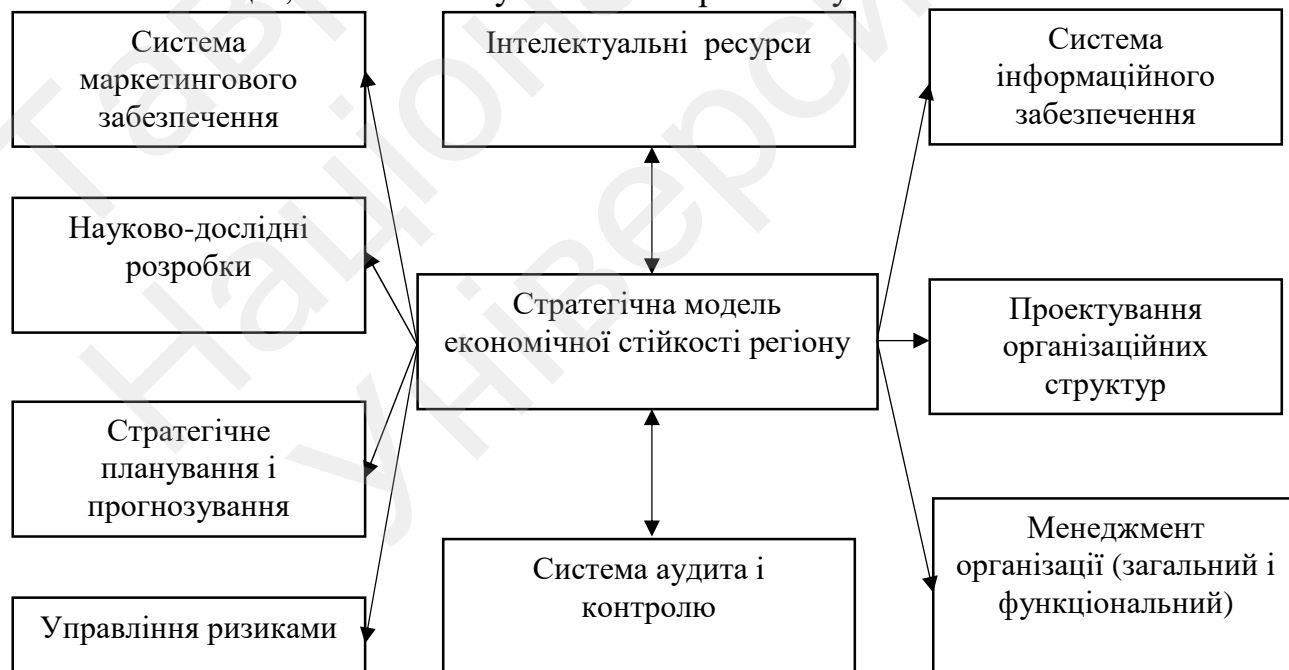 Система
маркетингового
забезпечення
Інтелектуальні ресурси
Система
інформаційного
забезпечення
Науково-дослідні
розробки
Стратегічна модель
економічної стійкості регіону
Проектування
організаційних
структур
Стратегічне
планування і
прогнозування
Система аудита і
контролю
Менеджмент
організації (загальний і
функціональний)
Управління ризиками